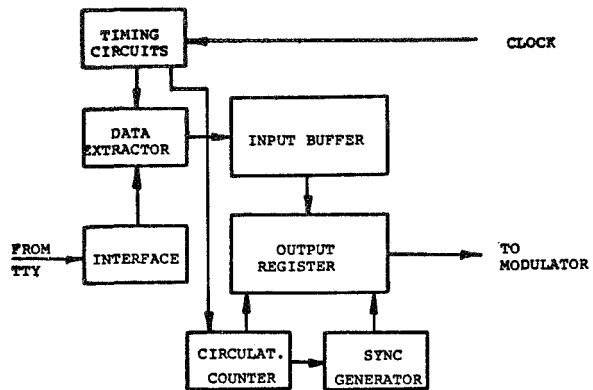 TIMING
CIRCUITS
CLOCK
DATA
EXTRACTOR
INPUT BUFFER
FROM
TTY
INTERFACE
OUTPUT
REGISTER
TO
MODULATOR
CIRCULAT.
COUNTER
SYNC
GENERATOR